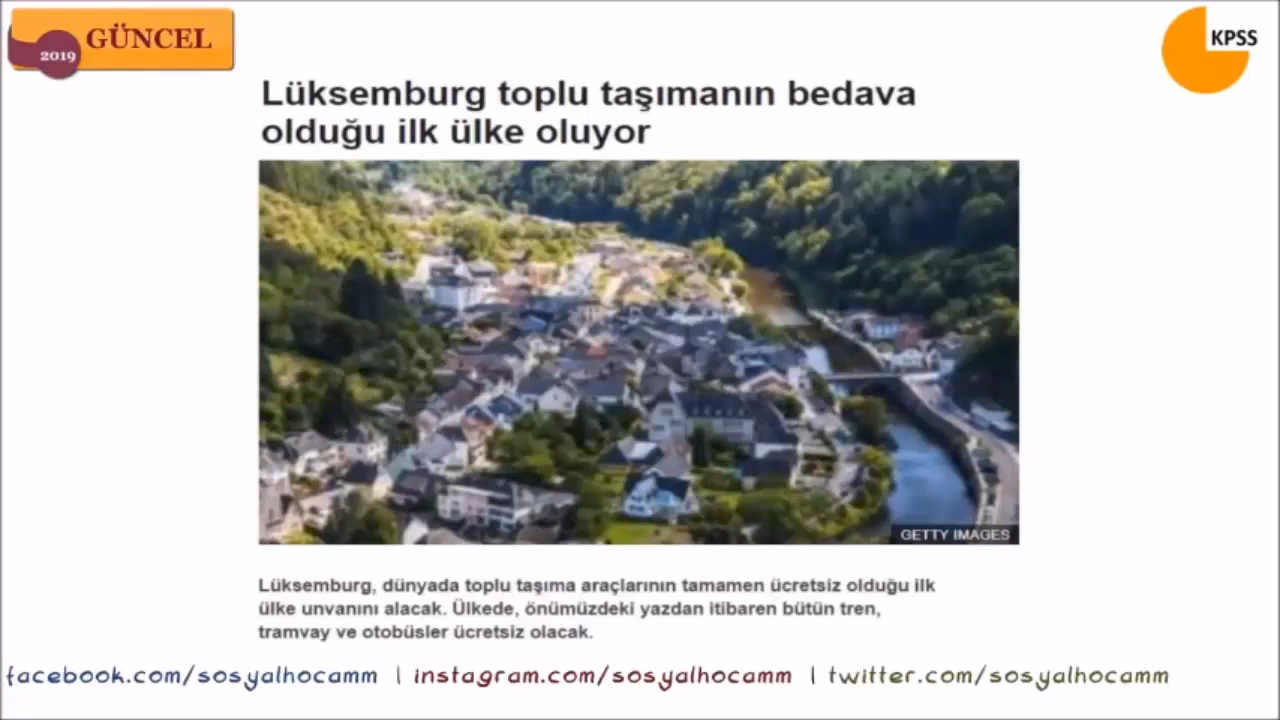 GÜNCEL
2019
KPSS
Lüksemburg toplu taşımanın bedava
olduğu ilk ülke oluyor
GETTY IMAGES
Lüksemburg, dünyada toplu taşıma araçlarının tamamen ücretsiz olduğu ilk
ülke unvanını alacak. Ülkede, önümüzdeki yazdan itibaren bütün tren,
tramvay ve otobüsler ücretsiz olacak.
facebook.com/sosyalhocamm | instagram.com/sosyalhocamm | twitter.com/sosyalhocamm